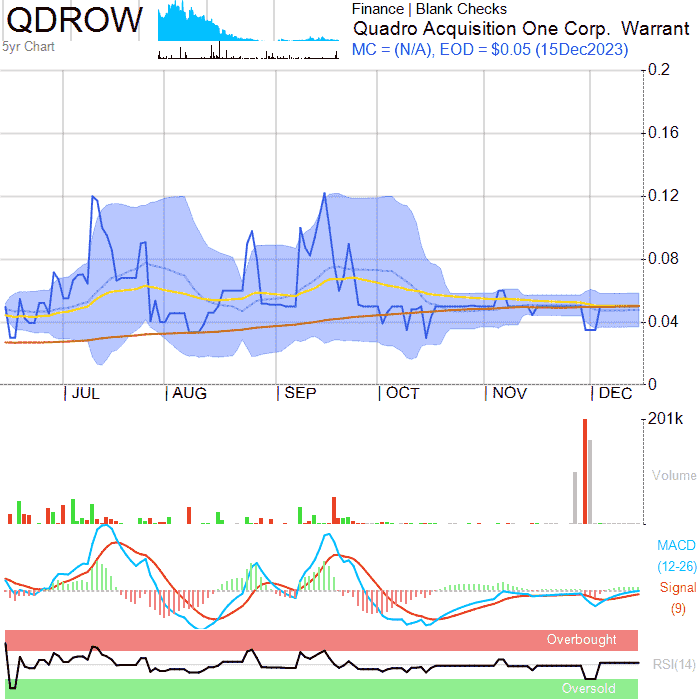 QDROW
5yr Chart
Finance | Blank Checks
Quadro Acquisition One Corp. Warrant
MC = (N/A), EOD = $0.05 (15Dec2023)
0.2
0.16
0.12
0.08
0.04
0
JUL AUG SEP OCT NOV DEC
201k
Volume
MACD
(12-26)
Signal
(9)
Overbought
RSI(14)
Oversold